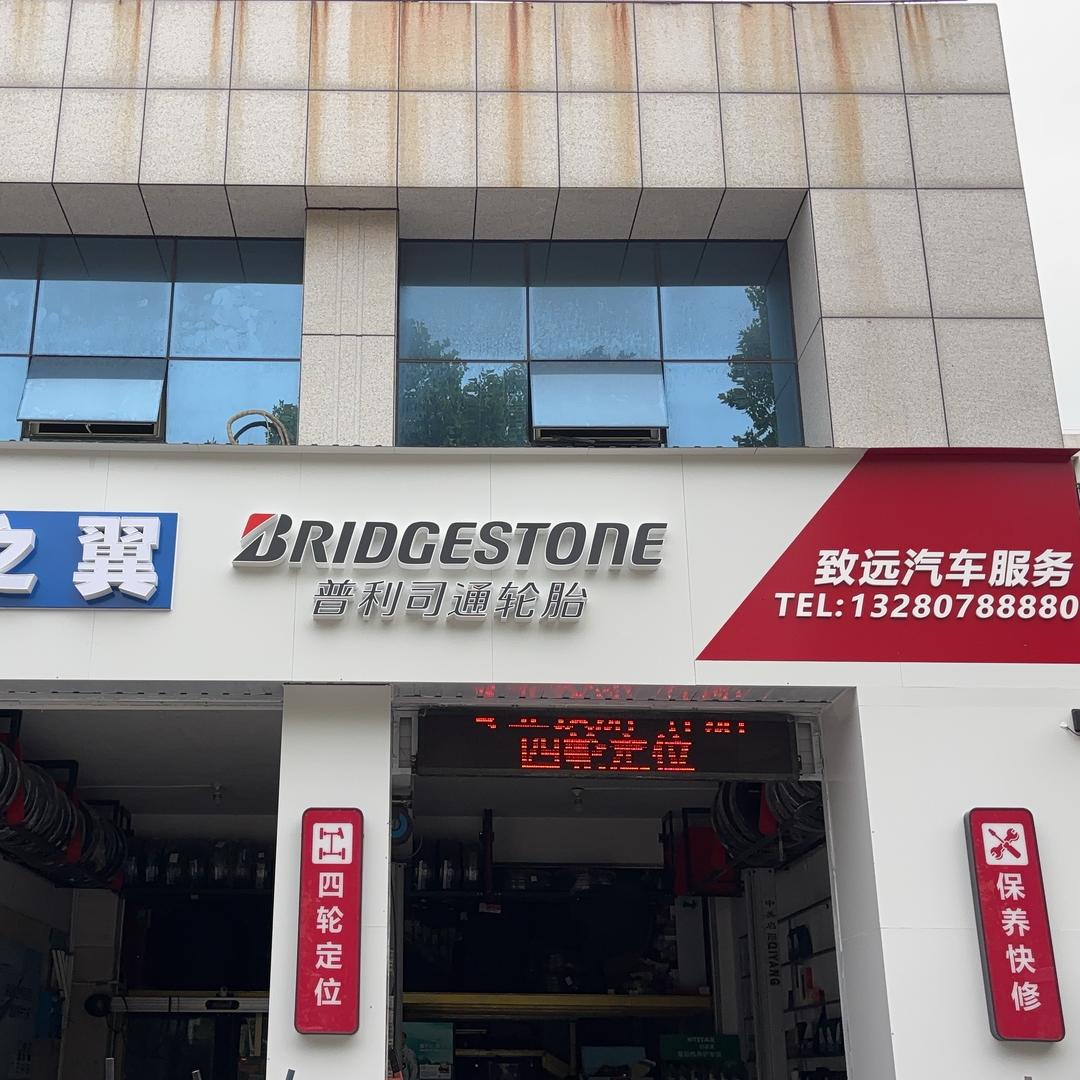 之翼
BRIDGESTONE
普利司通轮胎
致远汽车服务
TEL:13280788880
四轮定位
四轮定位
保养快修
QIYANG